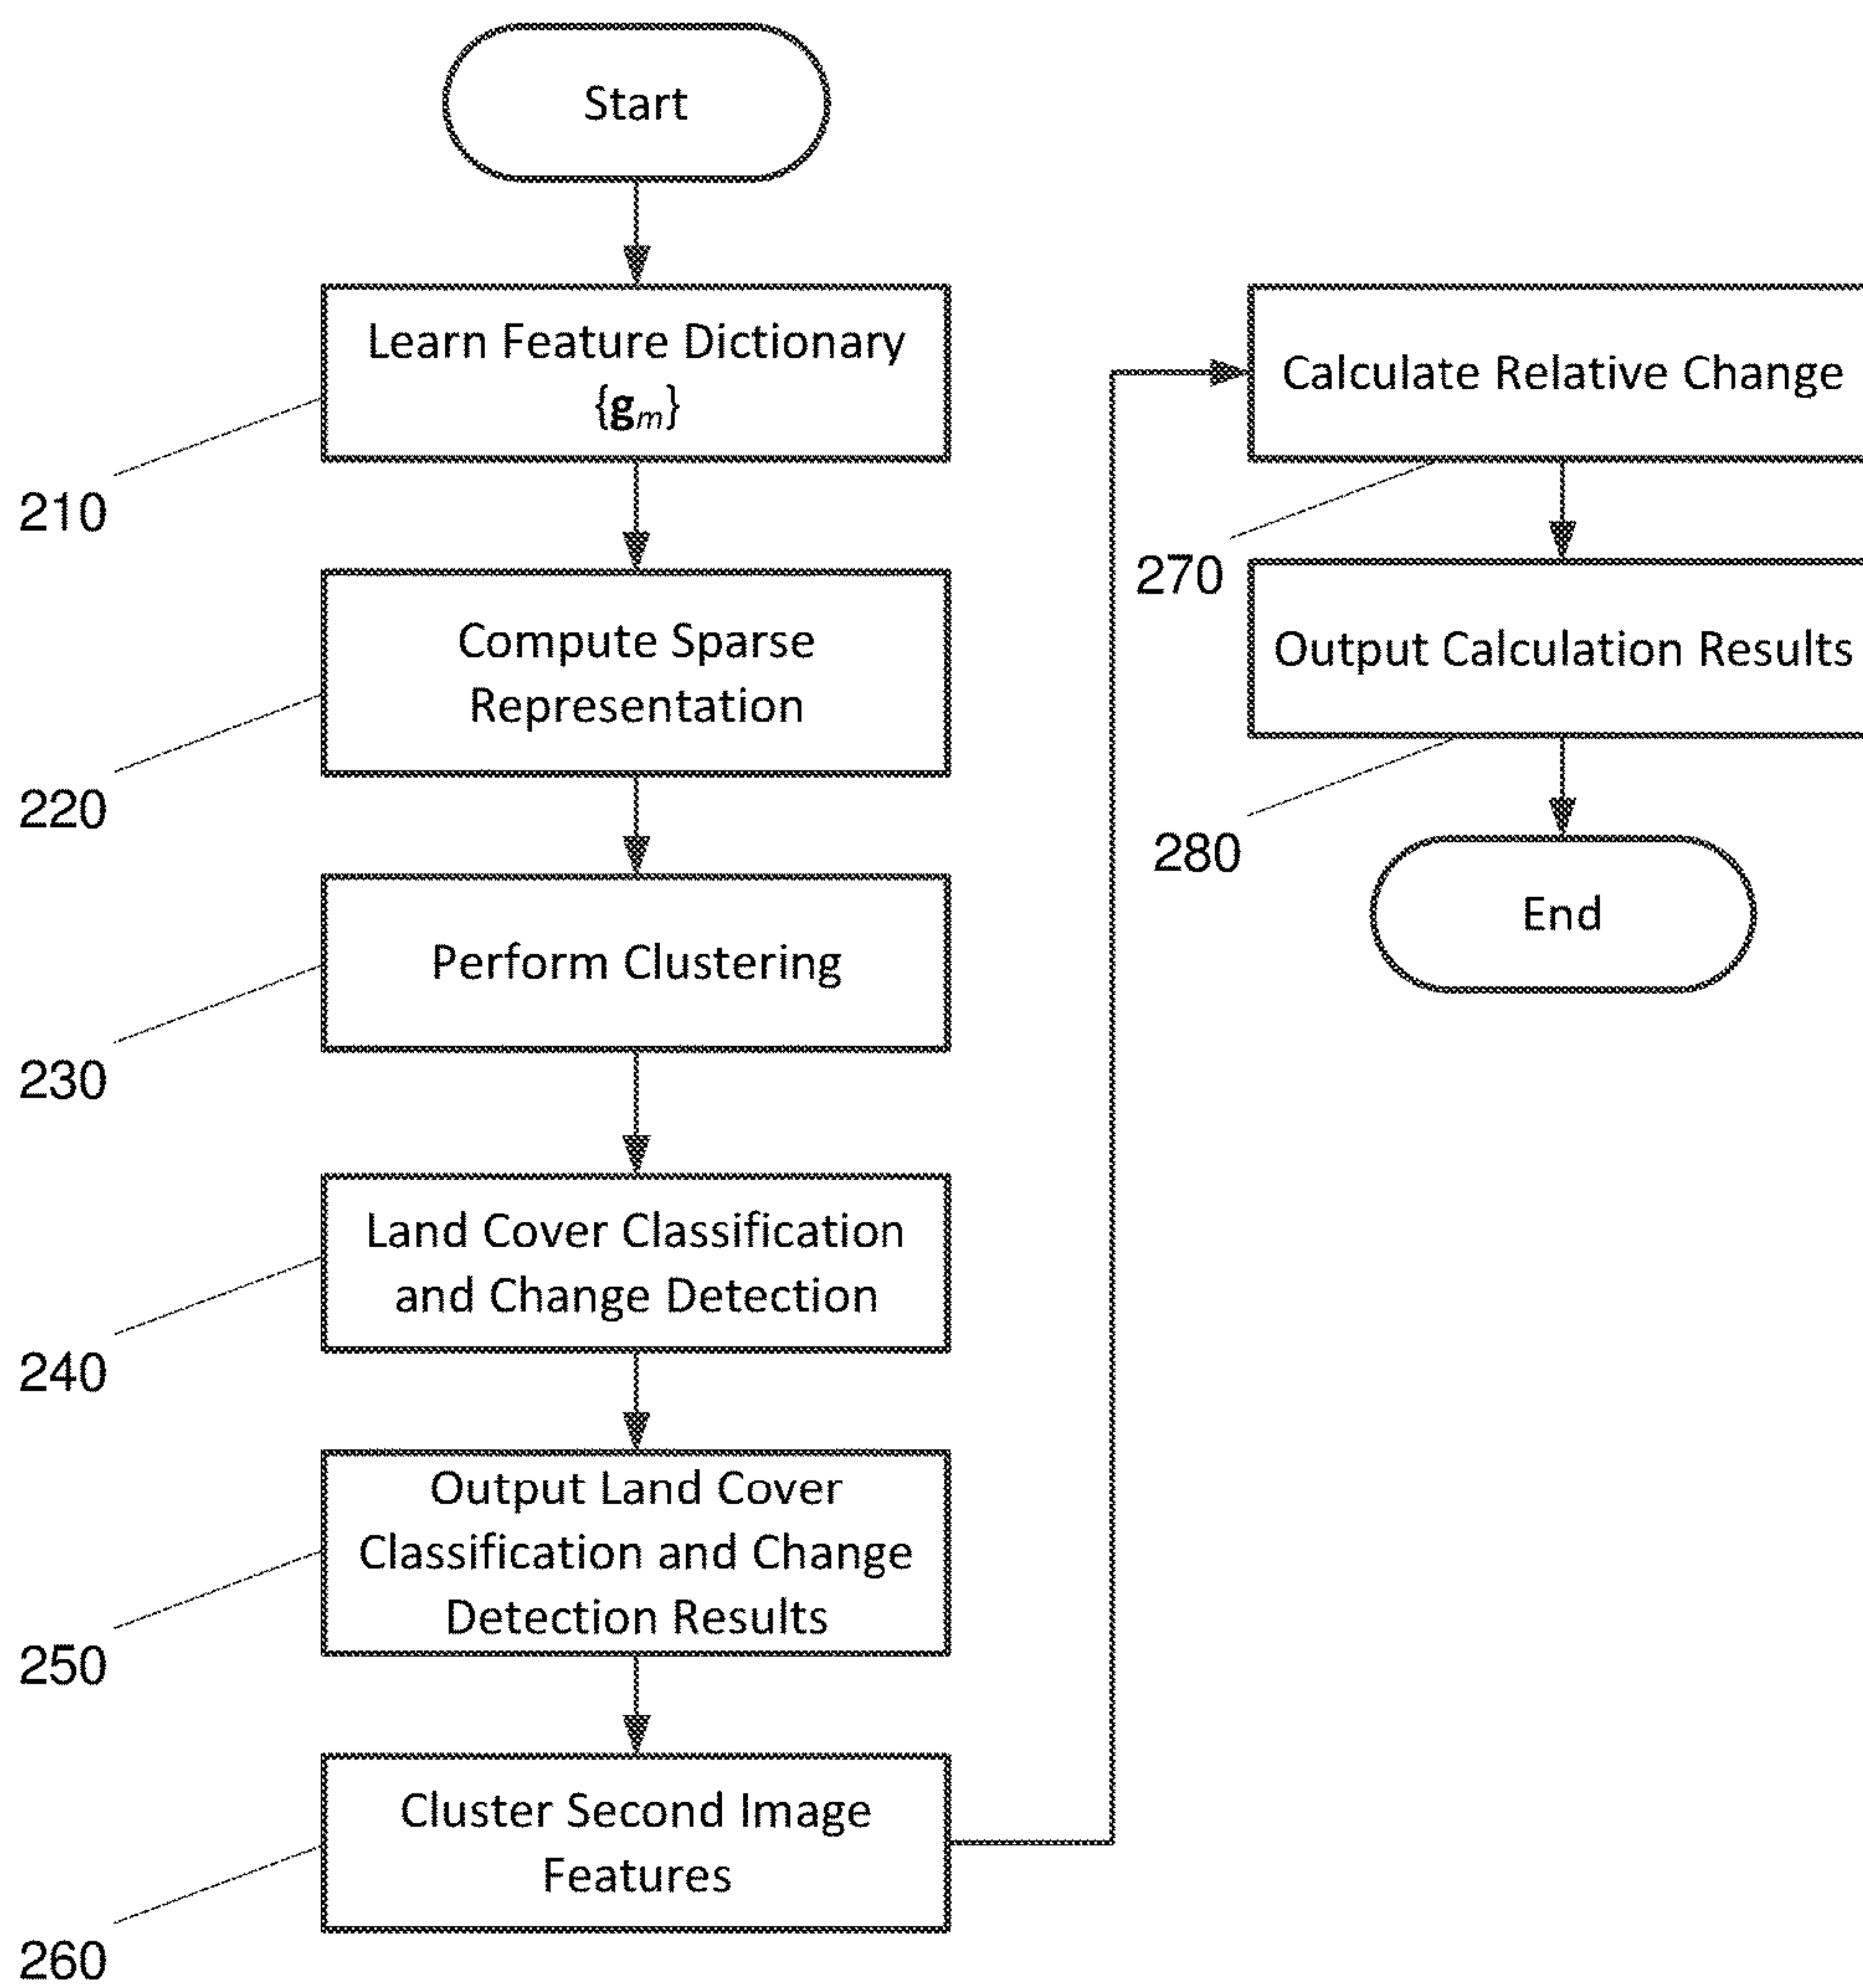 Start
Learn Feature Dictionary
{gm}
210
Compute Sparse
Representation
220
Perform Clustering
230
Land Cover Classification
and Change Detection
240
Output Land Cover
Classification and Change
Detection Results
250
Cluster Second Image
Features
260
Calculate Relative Change
270
Output Calculation Results
280
End